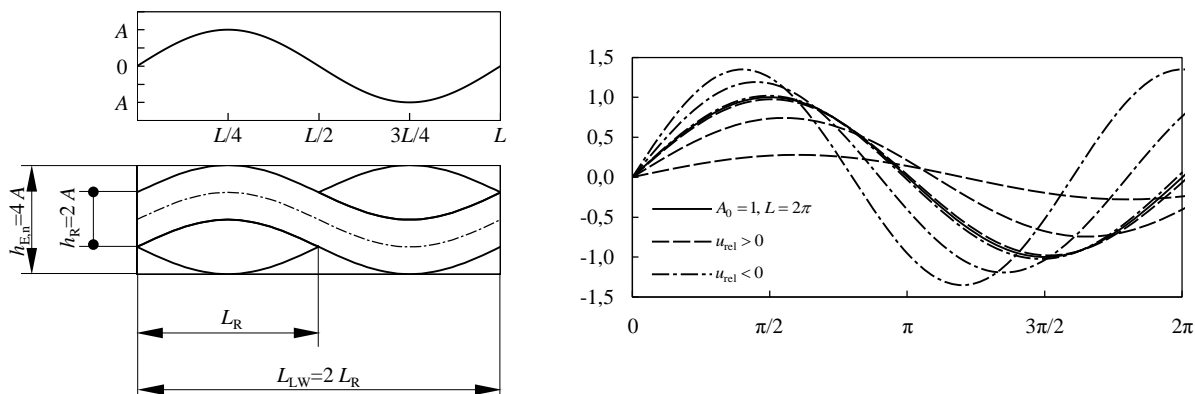 A
0
A
L/4 L/2 3L/4 L
h_E,n=4 A
h_R=2 A
L_R
L_LW=2 L_R
1,5
1,0
0,5
0,0
-0,5
-1,0
-1,5
A_0 = 1, L = 2π
u_rel > 0
u_rel < 0
0 π/2 π 3π/2 2π